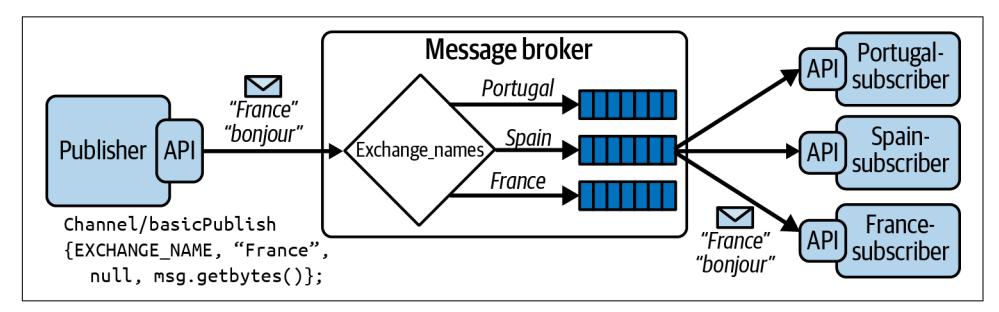 Message broker
Publisher
API
“France”
“bonjour”
Channel/basicPublish
{EXCHANGE_NAME, “France”,
null, msg.getbytes()};
Exchange_names
Portugal
Spain
France
“France”
“bonjour”
API
Portugal-
subscriber
API
Spain-
subscriber
API
France-
subscriber